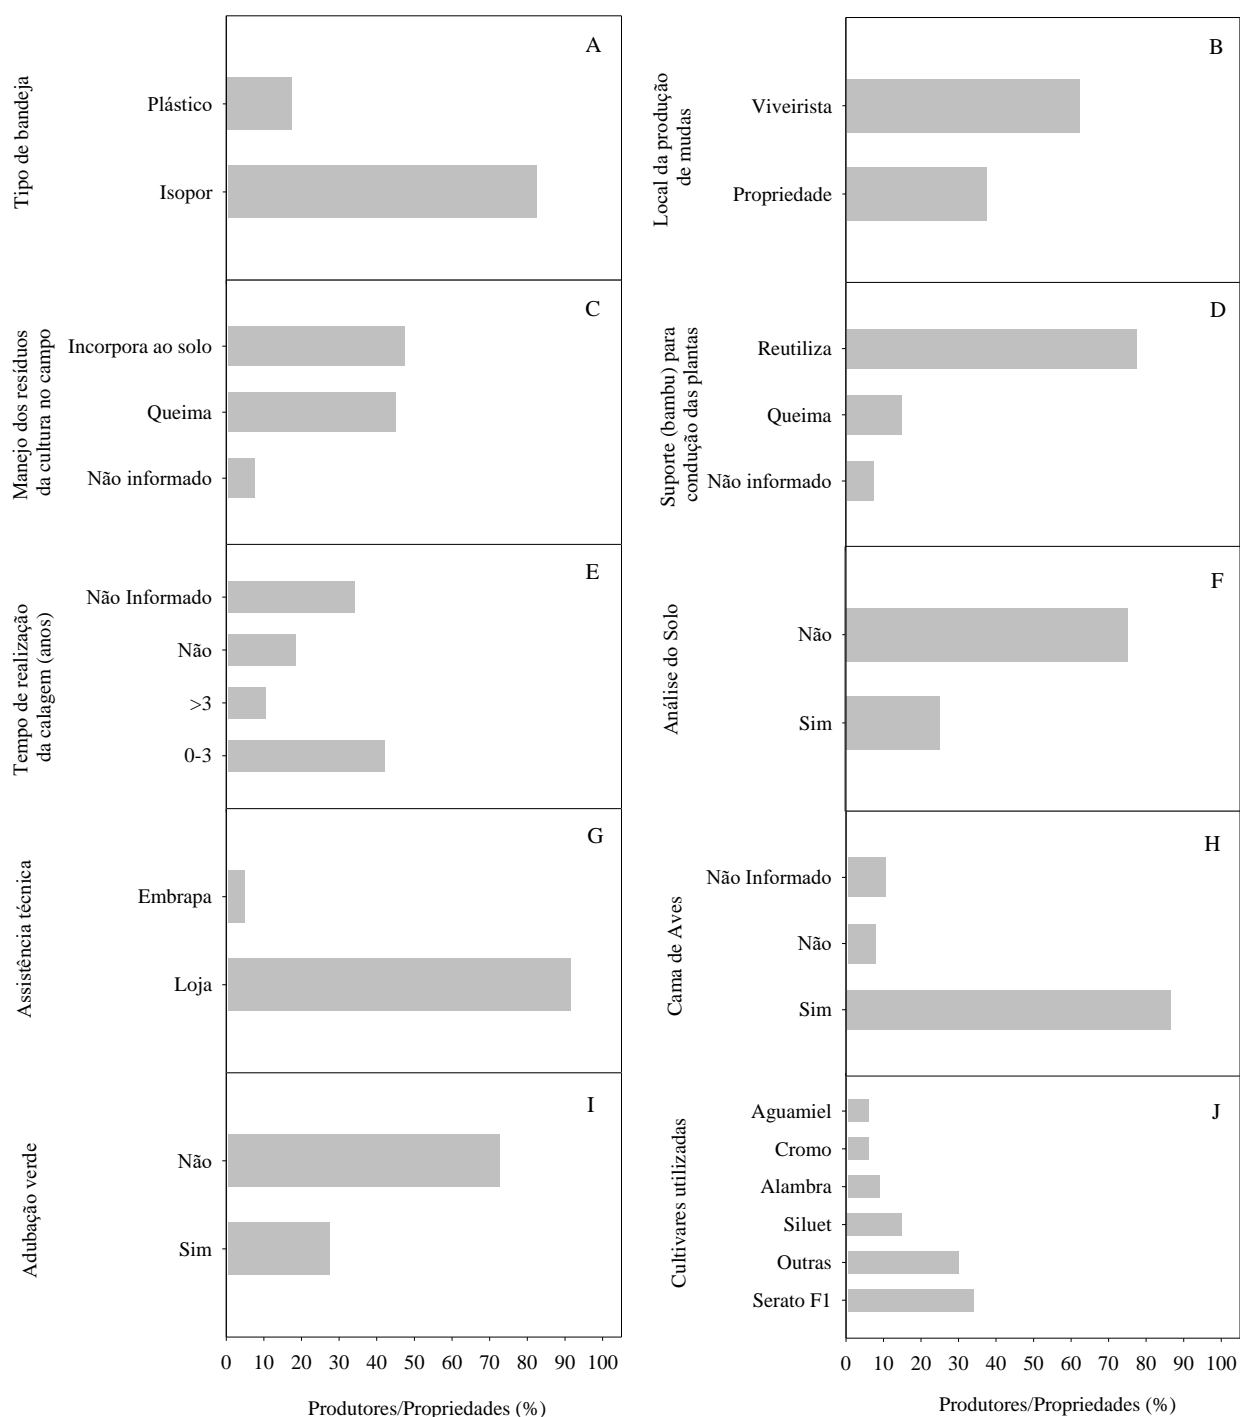 A
Tipo de bandeja
Plástico
Isopor
B
Local da produção
de mudas
Viveirista
Propriedade
C
Manejo dos resíduos
da cultura no campo
Incorpora ao solo
Queima
Não informado
D
Suporte (bambu) para
condução das plantas
Reutiliza
Queima
Não informado
E
Tempo de realização
da calagem (anos)
Não Informado
Não
>3
0-3
F
Análise do Solo
Não
Sim
G
Assistência técnica
Embrapa
Loja
H
Cama de Aves
Não Informado
Não
Sim
I
Adubação verde
Não
Sim
0 10 20 30 40 50 60 70 80 90 100
Produtores/Propriedades (%)
J
Cultivares utilizadas
Aguamiel
Cromo
Alambra
Siluet
Outras
Serato F1
0 10 20 30 40 50 60 70 80 90 100
Produtores/Propriedades (%)